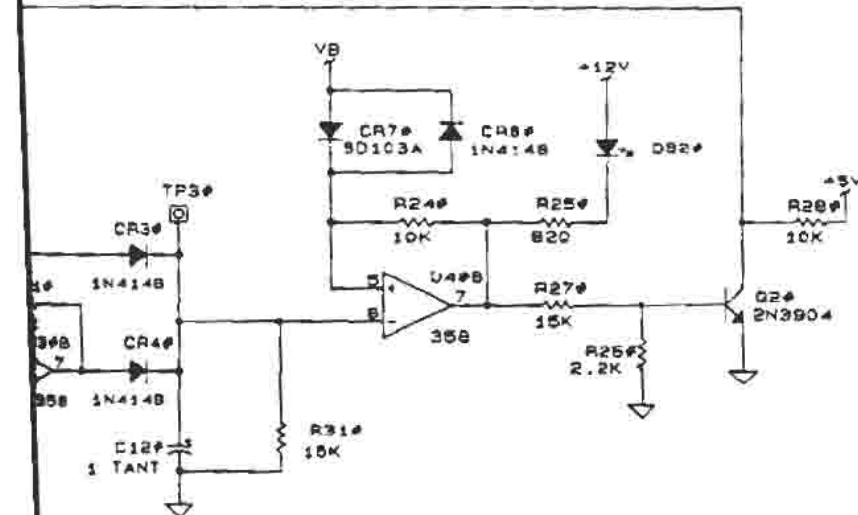 VB
+12V
CR7ø
SD103A
CR8ø
1N4148
DS2ø
TP3ø
R24ø
10K
R25ø
820
+5V
R28ø
10K
CR3ø
1N4148
5
+
U4øB
7
6
-
358
R27ø
15K
Q2ø
2N3904
7
358
CR4ø
1N4148
R26ø
2.2K
C12ø
+
1 TANT
R31ø
15K